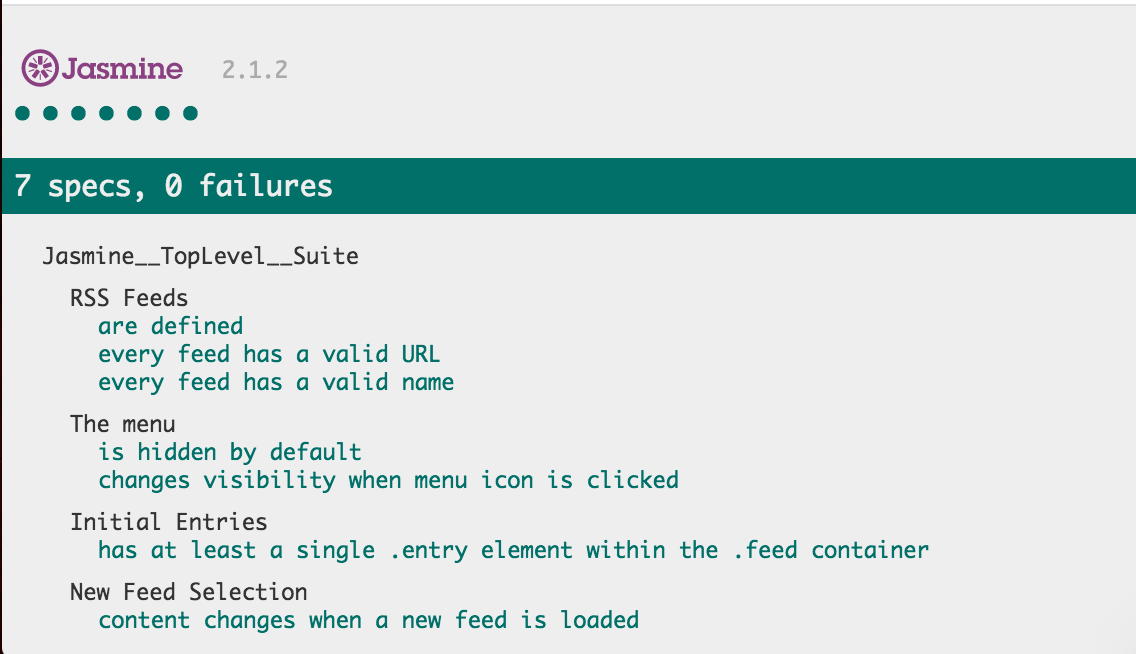 Jasmine 2.1.2
7 specs, 0 failures
Jasmine__TopLevel__Suite
RSS Feeds
are defined
every feed has a valid URL
every feed has a valid name
The menu
is hidden by default
changes visibility when menu icon is clicked
Initial Entries
has at least a single .entry element within the .feed container
New Feed Selection
content changes when a new feed is loaded